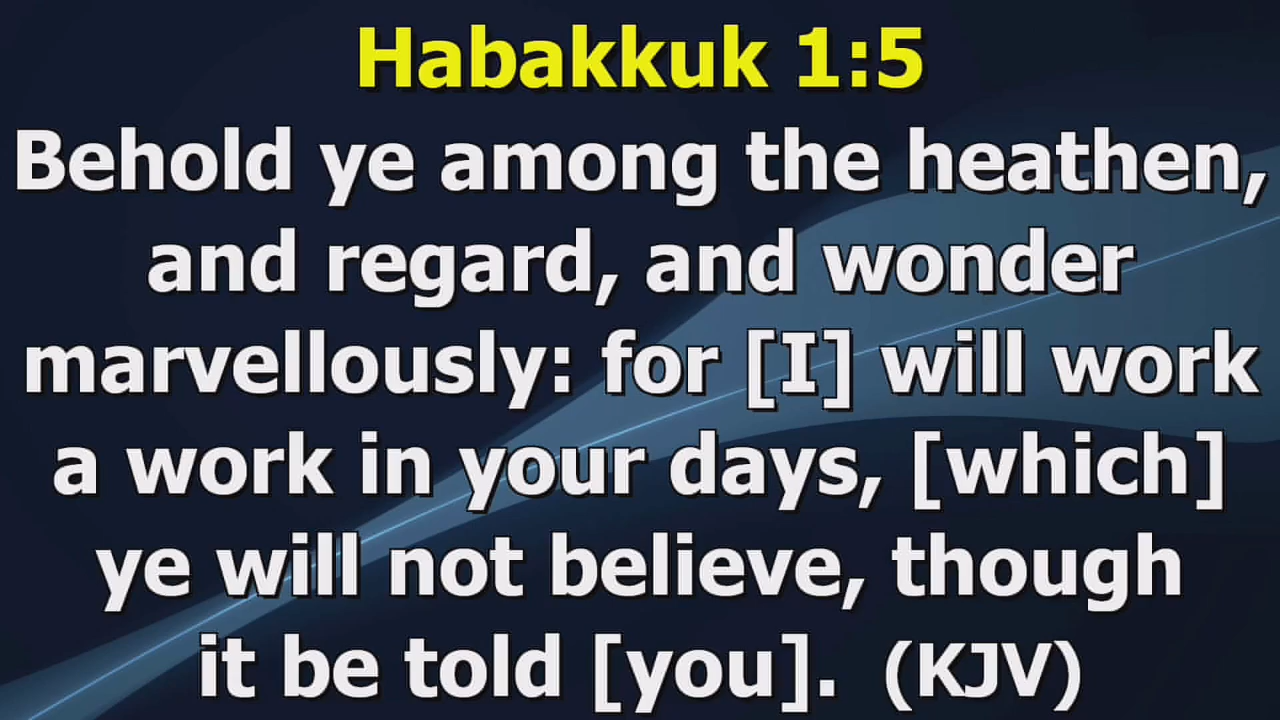 Habakkuk 1:5
Behold ye among the heathen,
and regard, and wonder
marvellously: for [I] will work
a work in your days, [which]
ye will not believe, though
it be told [you]. (KJV)